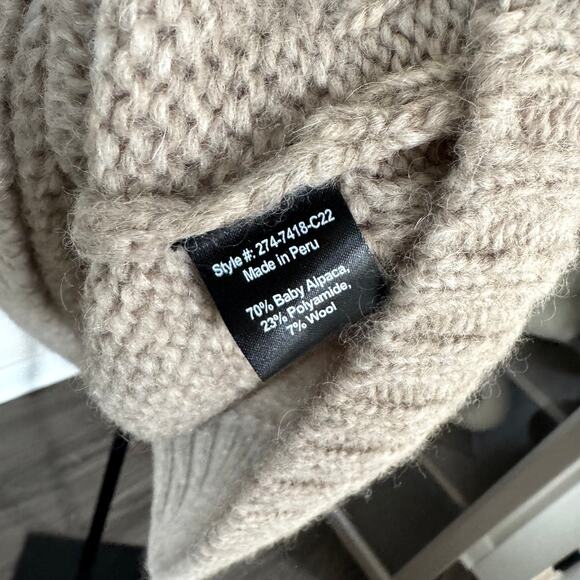 Style #: 274-7418-C22
Made in Peru
70% Baby Alpaca,
23% Polyamide,
7% Wool